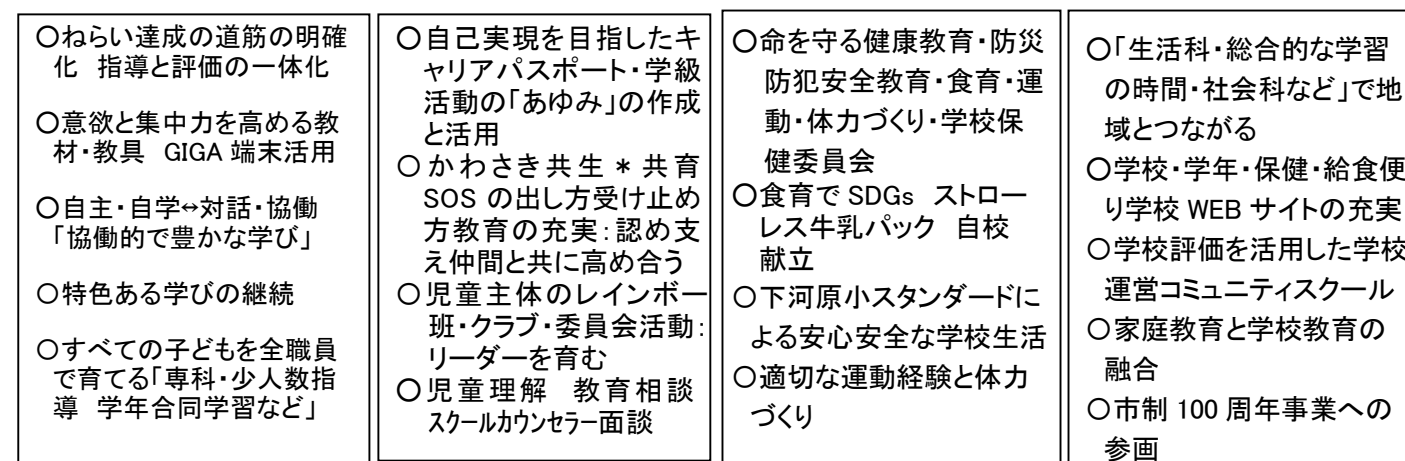 〇ねらい達成の道筋の明確
化 指導と評価の一体化
〇意欲と集中力を高める教
材・教具 GIGA 端末活用
〇自主・自学↔対話・協働
「協働的で豊かな学び」
〇特色ある学びの継続
〇すべての子どもを全職員
で育てる「専科・少人数指
導 学年合同学習など」
〇自己実現を目指したキ
ャリアパスポート・学級
活動の「あゆみ」の作成
と活用
〇かわさき共生＊共育
SOS の出し方受け止め
方教育の充実：認め支
え仲間と共に高め合う
〇児童主体のレインボー
班・クラブ・委員会活動：
リーダーを育む
〇児童理解 教育相談
スクールカウンセラー面談
〇命を守る健康教育・防災
防犯安全教育・食育・運
動・体力づくり・学校保
健委員会
〇食育で SDGs ストロー
レス牛乳パック 自校
献立
〇下河原小スタンダードに
よる安心安全な学校生活
〇適切な運動経験と体力
づくり
〇「生活科・総合的な学習
の時間・社会科など」で地
域とつながる
〇学校・学年・保健・給食便
り学校 WEB サイトの充実
〇学校評価を活用した学校
運営コミュニティスクール
〇家庭教育と学校教育の
融合
〇市制 100 周年事業への
参画